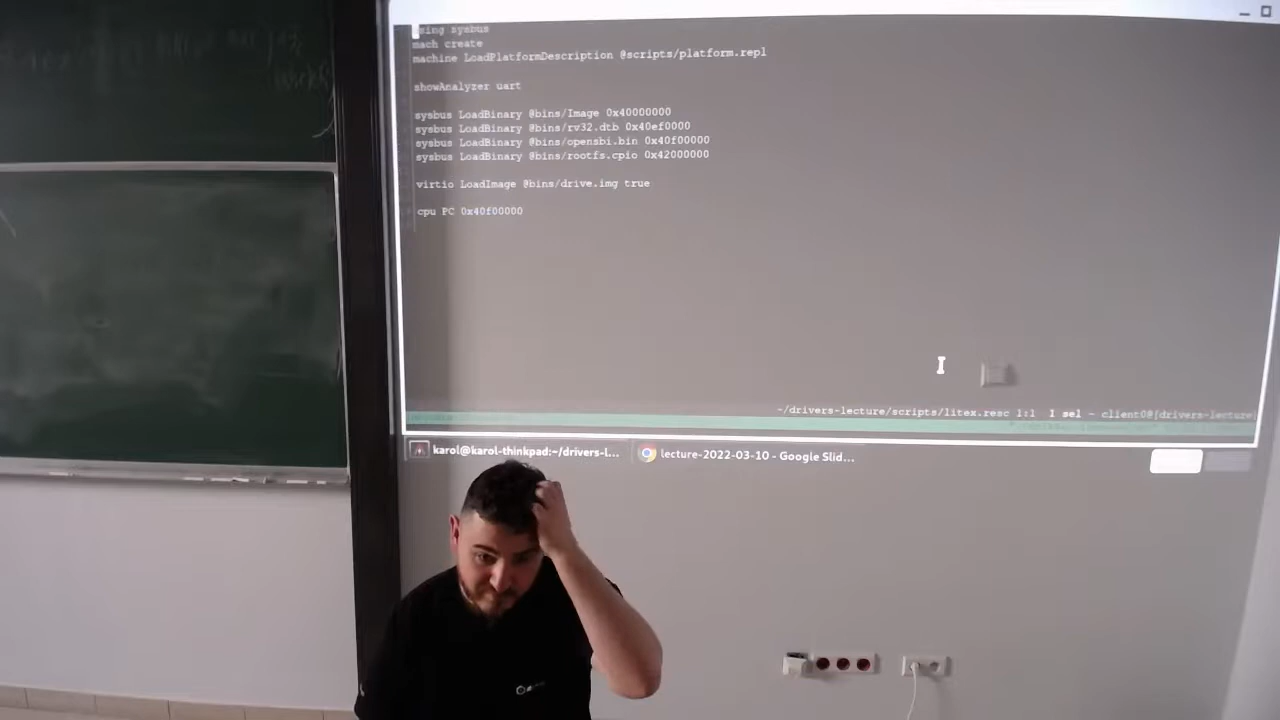 using sysbus
mach create
machine LoadPlatformDescription @scripts/platform.repl
showAnalyzer uart
sysbus LoadBinary @bins/Image 0x40000000
sysbus LoadBinary @bins/rv32.dtb 0x40ef0000
sysbus LoadBinary @bins/opensbi.bin 0x40f00000
sysbus LoadBinary @bins/rootfs.cpio 0x42000000
virtio LoadImage @bins/drive.img true
cpu PC 0x40f00000
~/drivers-lecture/scripts/litex.resc 1:1 1 sel - client0@[drivers-lecture]
karol@karol-thinkpad:~/drivers-l...
lecture-2022-03-10 - Google Slid...